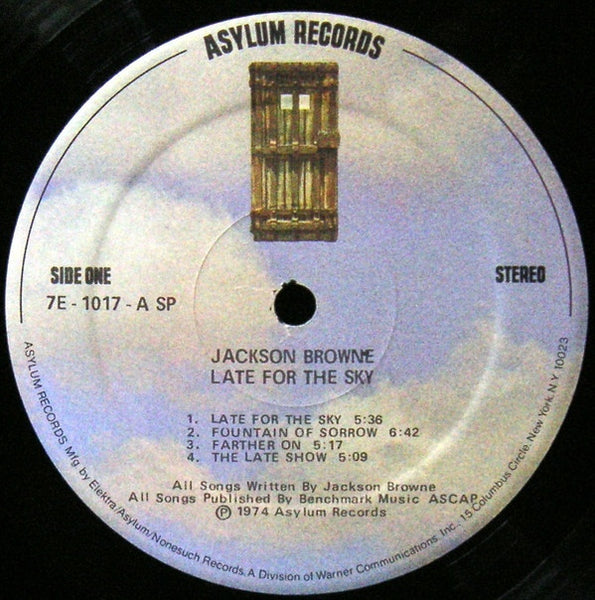 ASYLUM RECORDS
SIDE ONE
STEREO
7E - 1017 - A SP
JACKSON BROWNE
LATE FOR THE SKY
1. LATE FOR THE SKY 5:36
2. FOUNTAIN OF SORROW 6:42
3. FARTHER ON 5:17
4. THE LATE SHOW 5:09
All Songs Written By Jackson Browne
All Songs Published By Benchmark Music ASCAP
Ⓟ 1974 Asylum Records
ASYLUM RECORDS Mfg. by Elektra/Asylum/Nonesuch Records. A Division of Warner Communications Inc., 15 Columbus Circle, New York N.Y. 10023